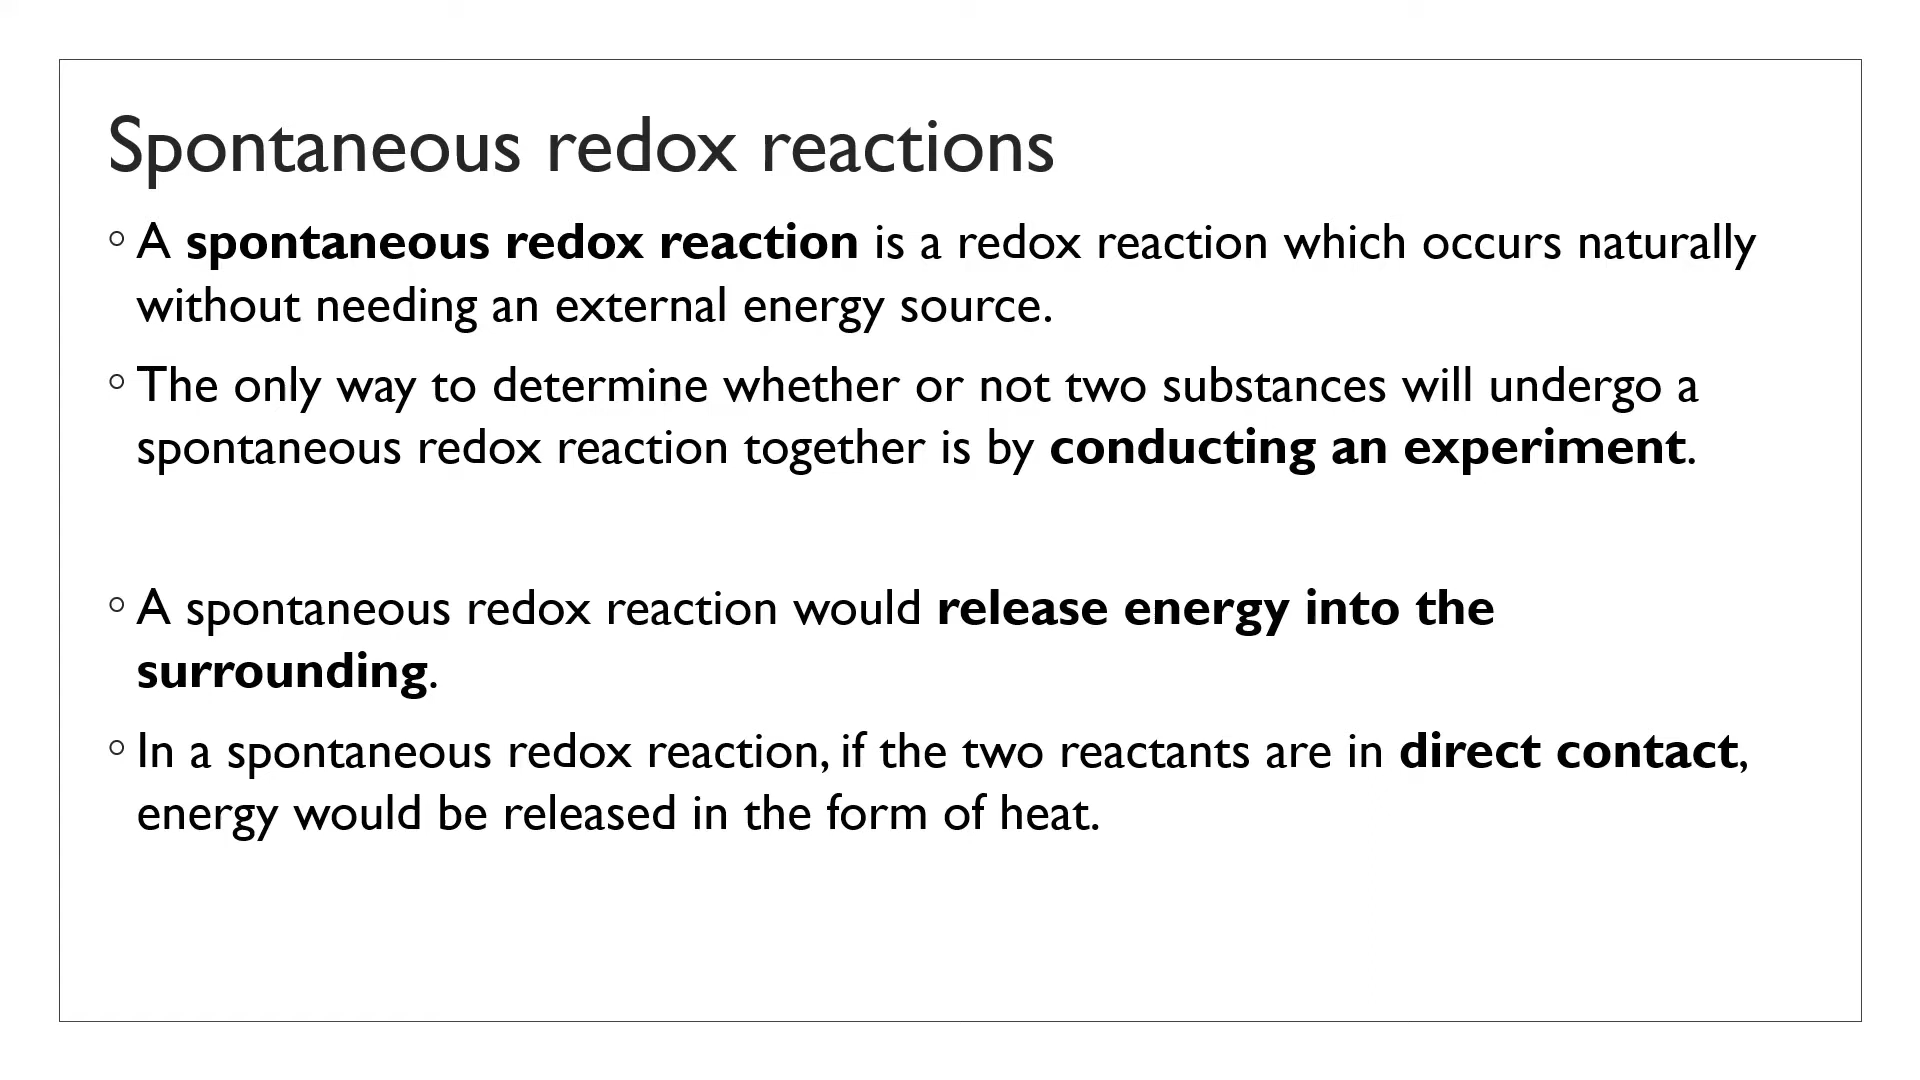 Spontaneous redox reactions
◦ A spontaneous redox reaction is a redox reaction which occurs naturally
without needing an external energy source.
◦ The only way to determine whether or not two substances will undergo a
spontaneous redox reaction together is by conducting an experiment.
◦ A spontaneous redox reaction would release energy into the
surrounding.
◦ In a spontaneous redox reaction, if the two reactants are in direct contact,
energy would be released in the form of heat.